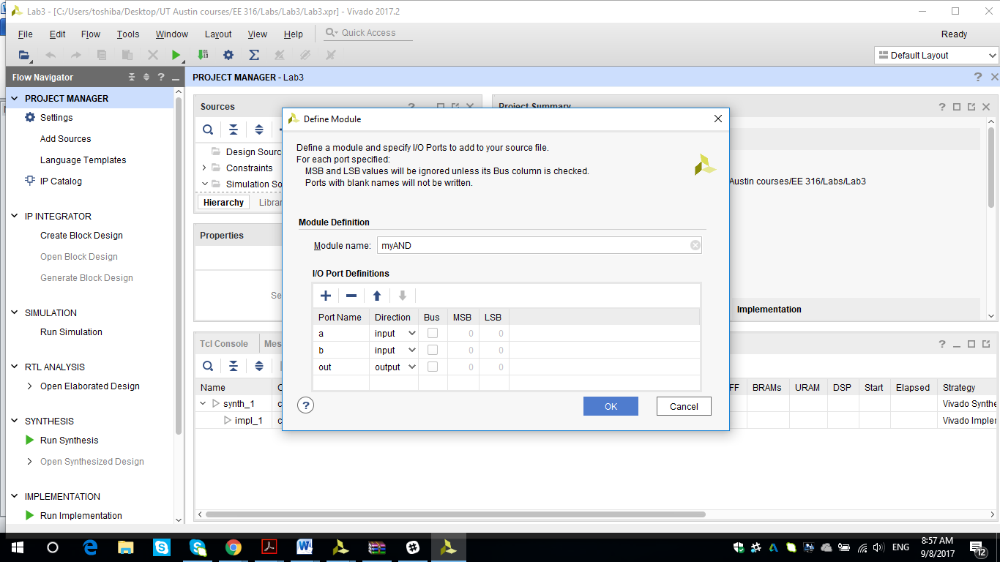 Lab3 - [C:/Users/toshiba/Desktop/UT Austin courses/EE 316/Labs/Lab3/Lab3.xpr] - Vivado 2017.2
File Edit Flow Tools Window Layout View Help Quick Access Ready
Default Layout
Flow Navigator
PROJECT MANAGER
Settings
Add Sources
Language Templates
IP Catalog
IP INTEGRATOR
Create Block Design
Open Block Design
Generate Block Design
SIMULATION
Run Simulation
RTL ANALYSIS
Open Elaborated Design
SYNTHESIS
Run Synthesis
Open Synthesized Design
IMPLEMENTATION
Run Implementation
PROJECT MANAGER - Lab3
Sources
Design Sourc
Constraints
Simulation So
Hierarchy Librar
Properties
Se
Project Summary
Austin courses/EE 316/Labs/Lab3
Implementation
Define Module
Define a module and specify I/O Ports to add to your source file.
For each port specified:
MSB and LSB values will be ignored unless its Bus column is checked.
Ports with blank names will not be written.
Module Definition
Module name: myAND
I/O Port Definitions
Port Name Direction Bus MSB LSB
a input 0 0
b input 0 0
out output 0 0
? OK Cancel
Tcl Console Mes
Name C FF BRAMs URAM DSP Start Elapsed Strategy
synth_1 c Vivado Synthe
impl_1 c Vivado Implem
ENG
8:57 AM
9/8/2017
12